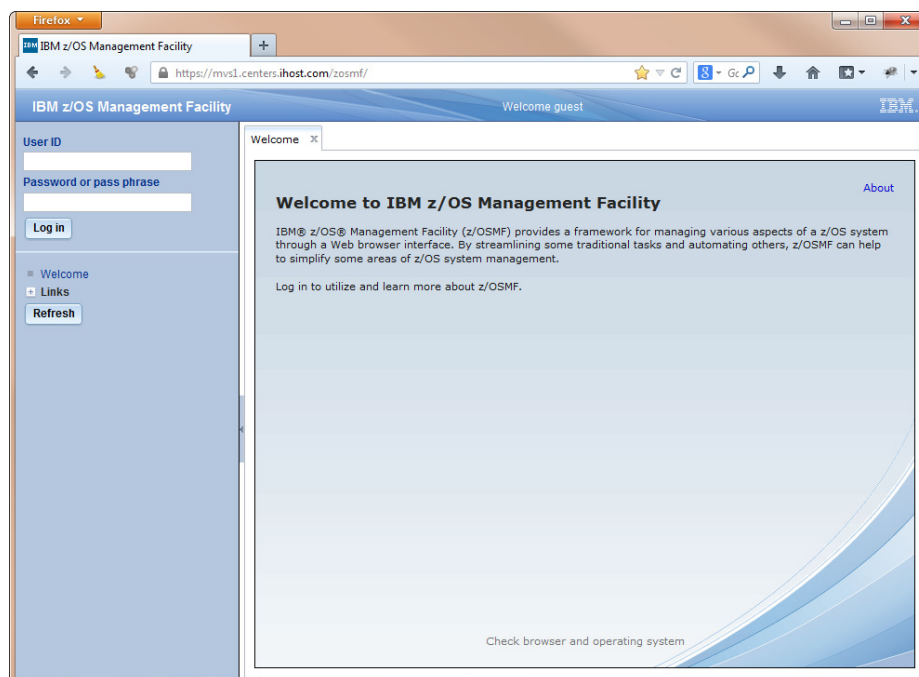 Firefox
IBM IBM z/OS Management Facility
https://mvs1.centers.ihost.com/zosmf/
8
IBM z/OS Management Facility
Welcome guest
IBM.
User ID
Password or pass phrase
Log in
Welcome
Links
Refresh
Welcome x
About
Welcome to IBM z/OS Management Facility
IBM® z/OS® Management Facility (z/OSMF) provides a framework for managing various aspects of a z/OS system
through a Web browser interface. By streamlining some traditional tasks and automating others, z/OSMF can help
to simplify some areas of z/OS system management.
Log in to utilize and learn more about z/OSMF.
Check browser and operating system